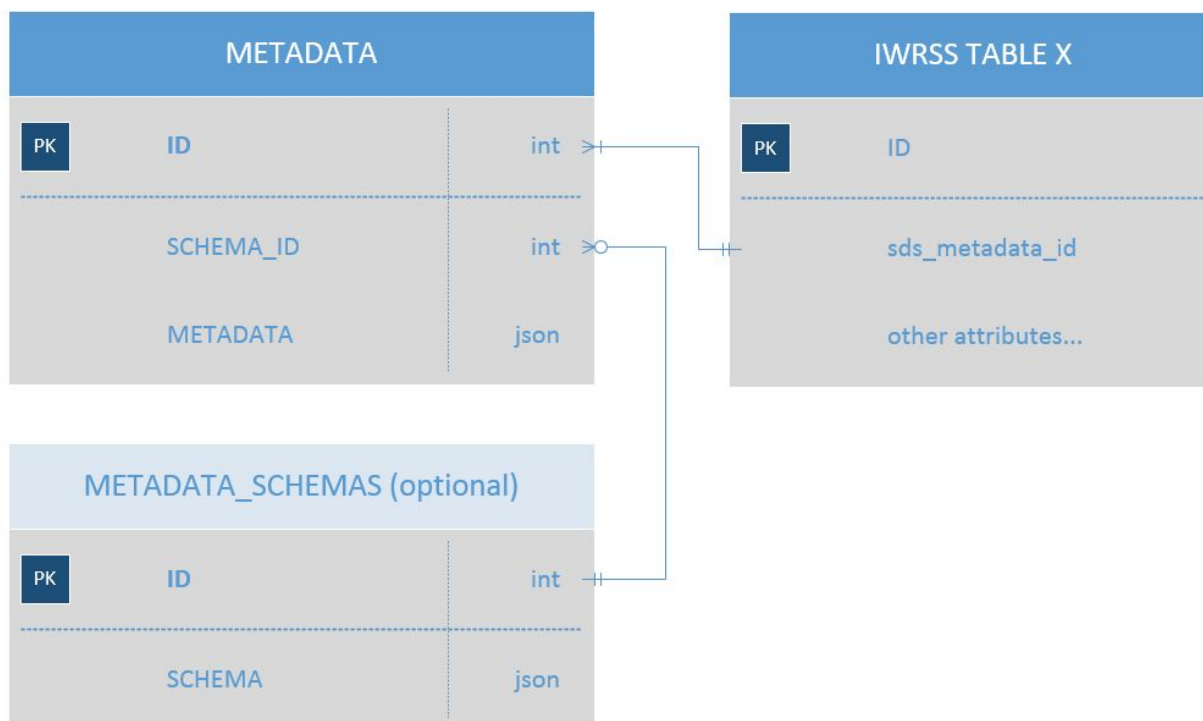 METADATA
PK ID int
SCHEMA_ID int
METADATA json
IWRSS TABLE X
PK ID
sds_metadata_id
other attributes...
METADATA_SCHEMAS (optional)
PK ID int
SCHEMA json